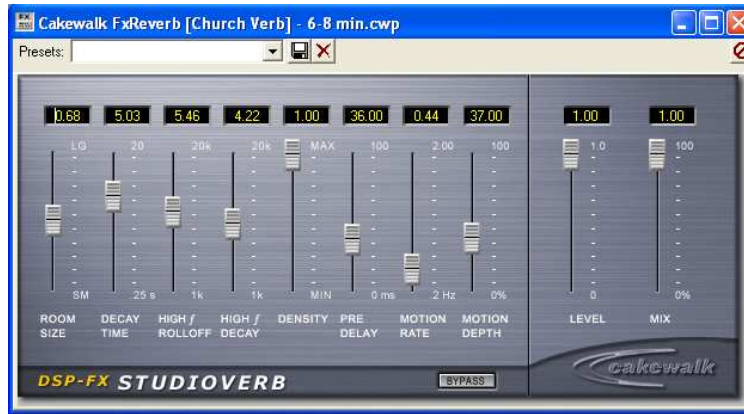 Cakewalk FxReverb [Church Verb] - 6-8 min.cwp
Presets:
0.68 5.03 5.46 4.22 1.00 36.00 0.44 37.00 1.00 1.00
LG 20 20k 20k MAX 100 2.00 100 1.0 100
SM 25 s 1k 1k MIN 0 ms 2 Hz 0% 0 0%
ROOM SIZE DECAY TIME HIGH f ROLLOFF HIGH f DECAY DENSITY PRE DELAY MOTION RATE MOTION DEPTH LEVEL MIX
DSP-FX STUDIOVERB BYPASS cakewalk